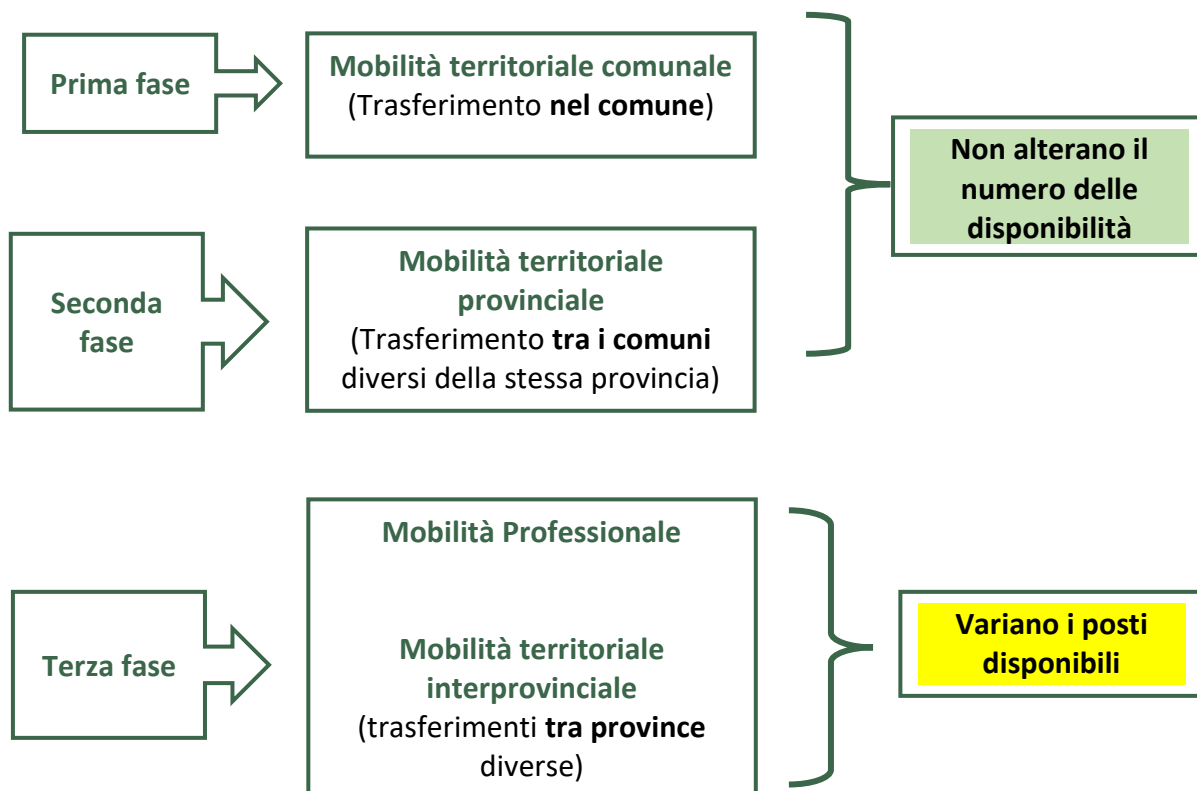 Prima fase
Mobilità territoriale comunale
(Trasferimento nel comune)
Non alterano il
numero delle
disponibilità
Seconda
fase
Mobilità territoriale
provinciale
(Trasferimento tra i comuni
diversi della stessa provincia)
Terza fase
Mobilità Professionale
Mobilità territoriale
interprovinciale
(trasferimenti tra province
diverse)
Variano i posti
disponibili